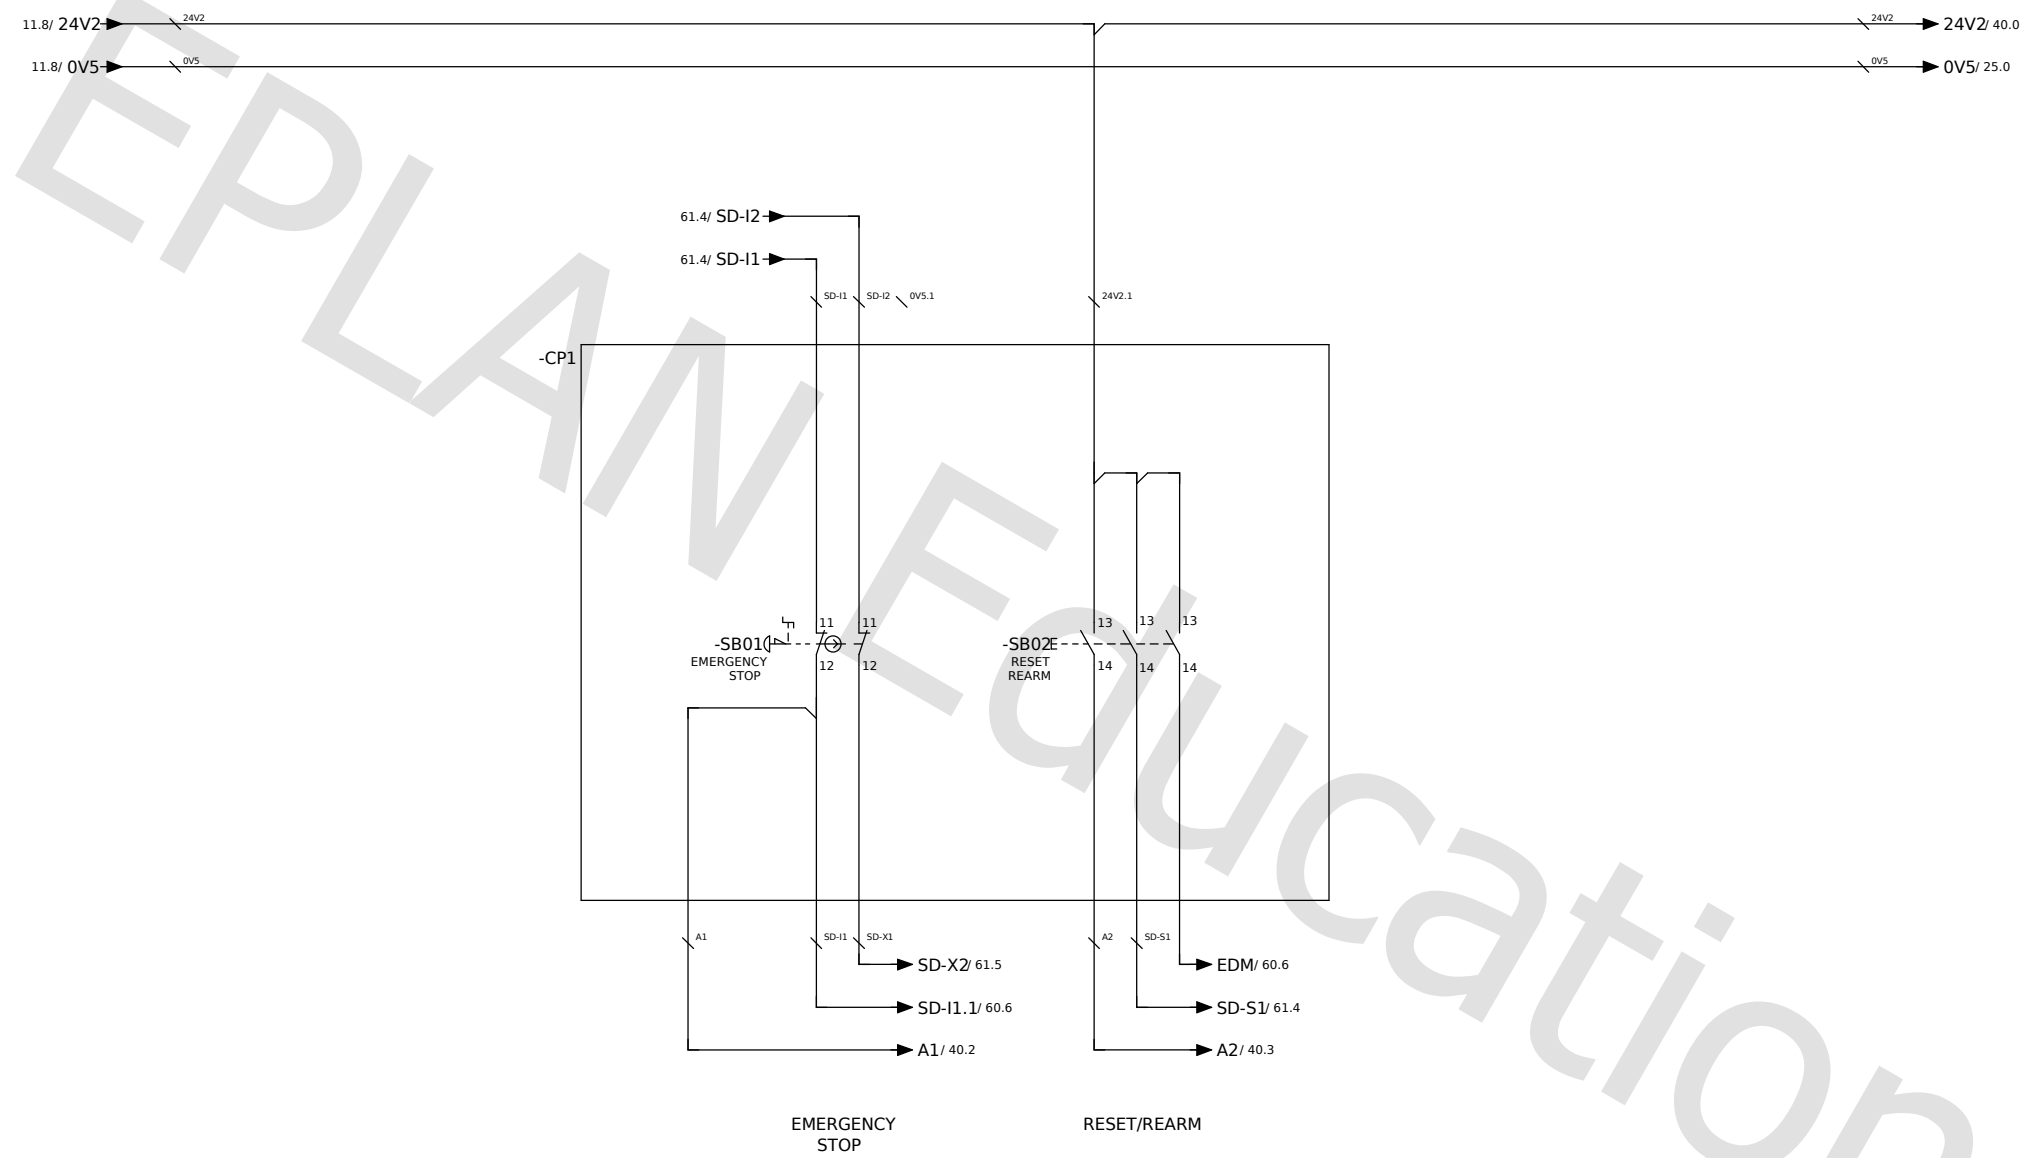 11.8/ 24V2
24V2
24V2
24V2/ 40.0
11.8/ 0V5
0V5
0V5
0V5/ 25.0
61.4/ SD-I2
61.4/ SD-I1
SD-I1
SD-I2
0V5.1
24V2.1
-CP1
11
11
13
13
13
-SB01
EMERGENCY
STOP
-SB02
RESET
REARM
12
12
14
14
14
A1
SD-I1
SD-X1
A2
SD-S1
SD-X2/ 61.5
EDM/ 60.6
SD-I1.1/ 60.6
SD-S1/ 61.4
A1/ 40.2
A2/ 40.3
EMERGENCY
STOP
RESET/REARM
EPLAN Education